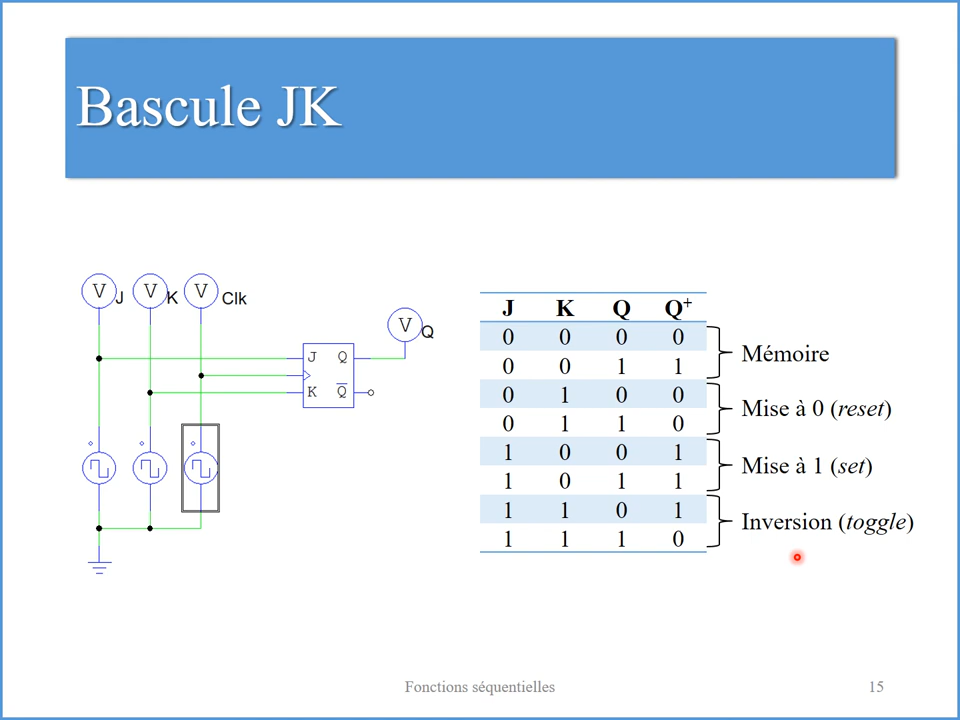 Bascule JK
V J V K V Clk
V Q
J Q
K Q̅
J K Q Q⁺
0 0 0 0
0 0 1 1
Mémoire
0 1 0 0
0 1 1 0
Mise à 0 (reset)
1 0 0 1
1 0 1 1
Mise à 1 (set)
1 1 0 1
1 1 1 0
Inversion (toggle)
Fonctions séquentielles
15